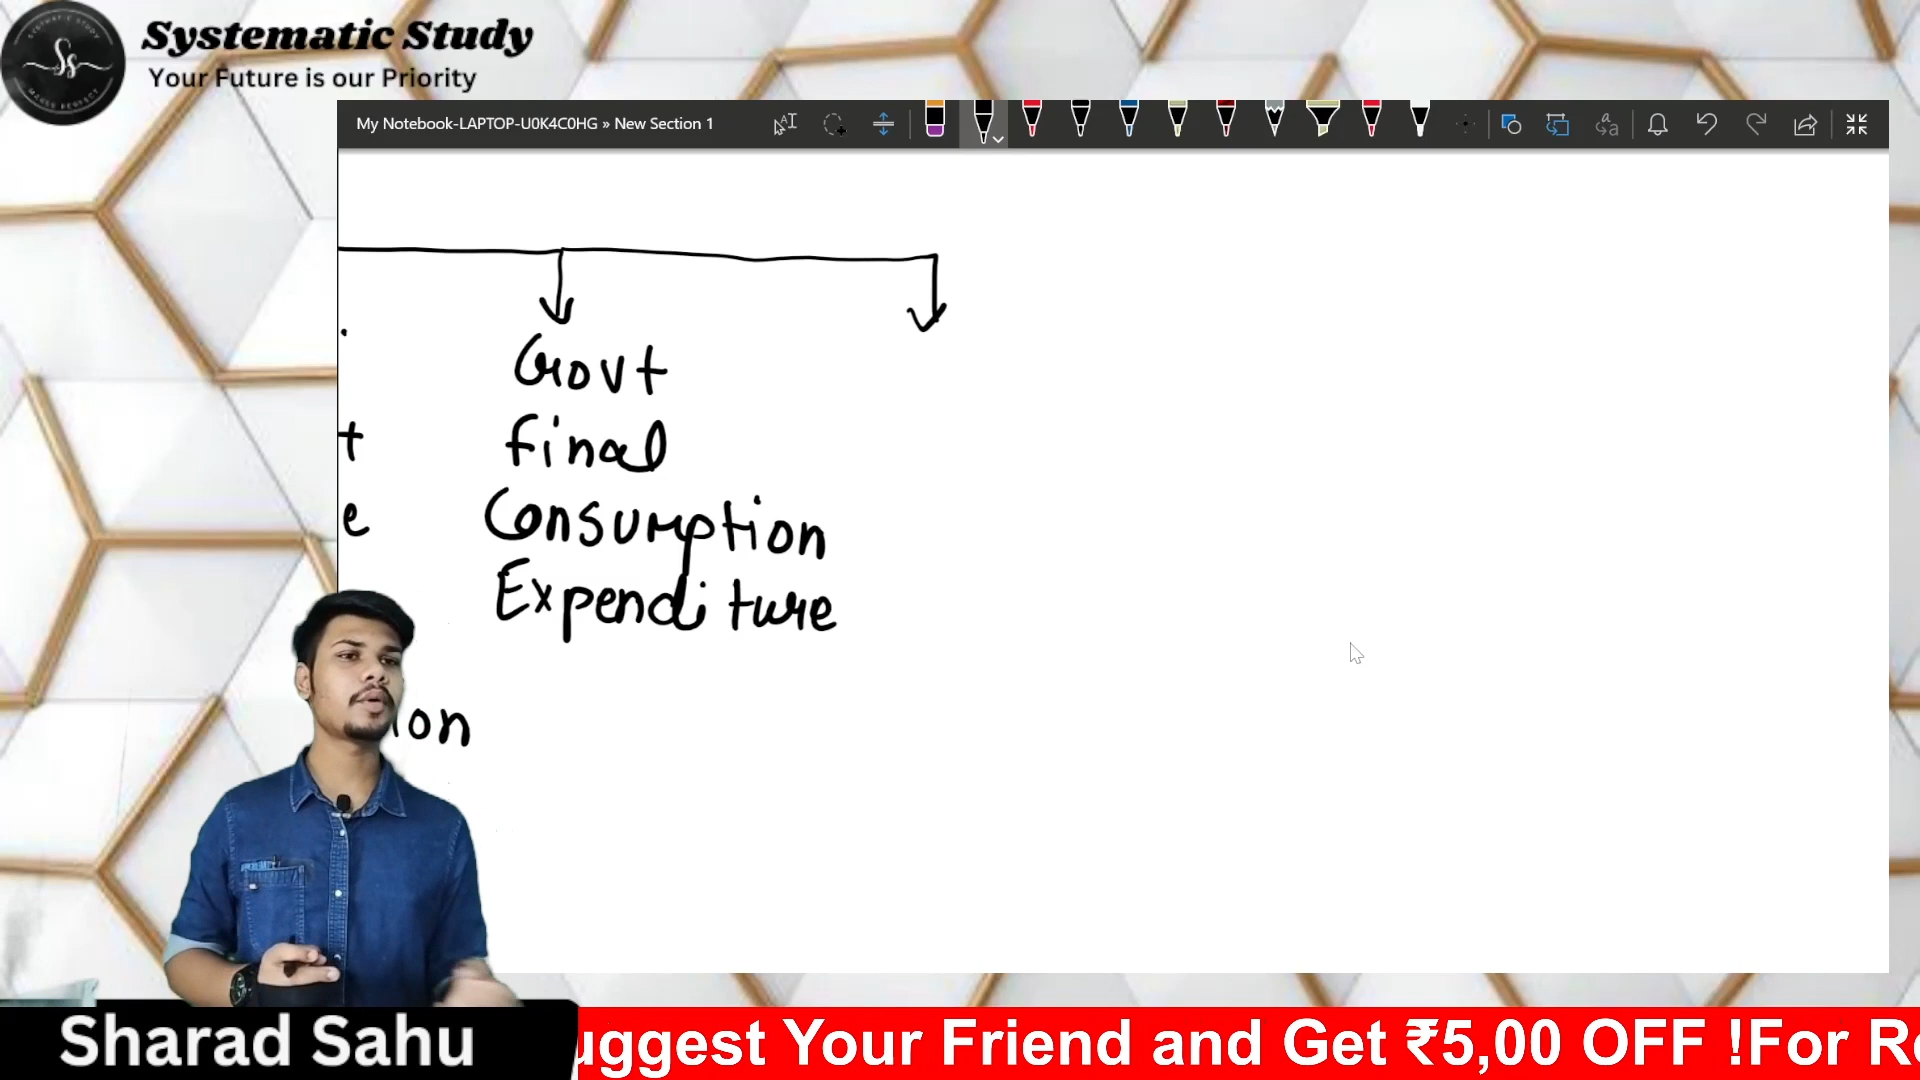 Systematic Study
Your Future is our Priority
My Notebook-LAPTOP-U0K4C0HG » New Section 1
Govt
Final
Consumption
Expenditure
Sharad Sahu
uggest Your Friend and Get ₹5,00 OFF !For Re